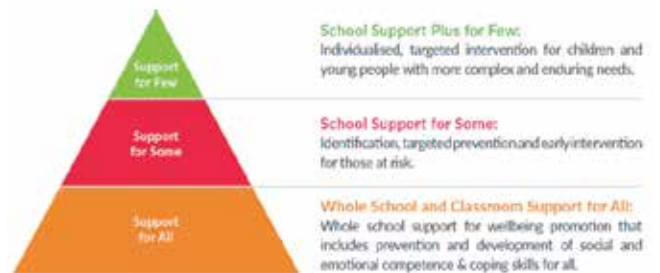 School Support Plus for Few:
Individualised, targeted intervention for children and
young people with more complex and enduring needs.
Support
for Few
School Support for Some:
Identification, targeted prevention and early intervention
for those at risk.
Support
for Some
Whole School and Classroom Support for All:
Whole school support for wellbeing promotion that
includes prevention and development of social and
emotional competence & coping skills for all.
Support
for All